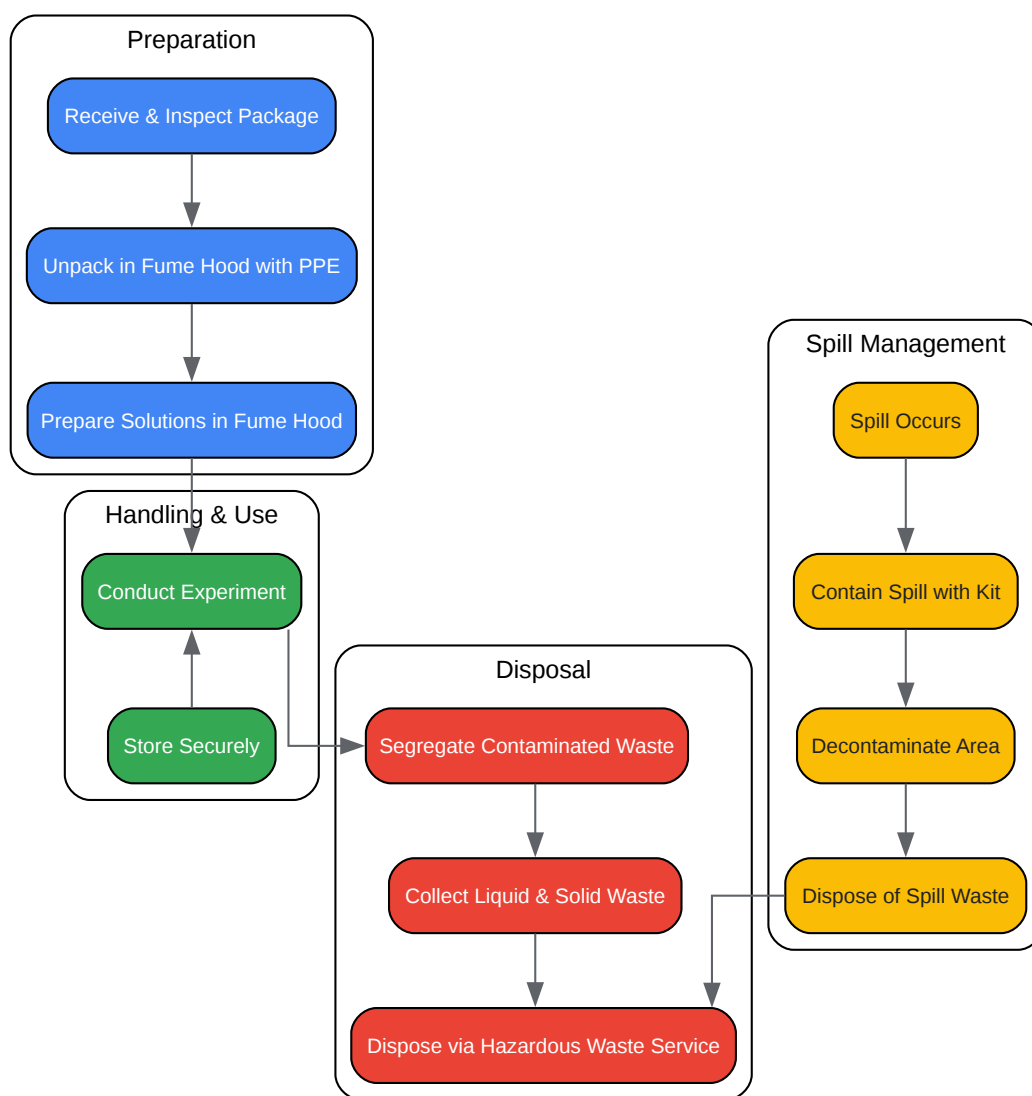 Preparation
Receive & Inspect Package
Unpack in Fume Hood with PPE
Prepare Solutions in Fume Hood
Handling & Use
Conduct Experiment
Store Securely
Disposal
Segregate Contaminated Waste
Collect Liquid & Solid Waste
Dispose via Hazardous Waste Service
Spill Management
Spill Occurs
Contain Spill with Kit
Decontaminate Area
Dispose of Spill Waste